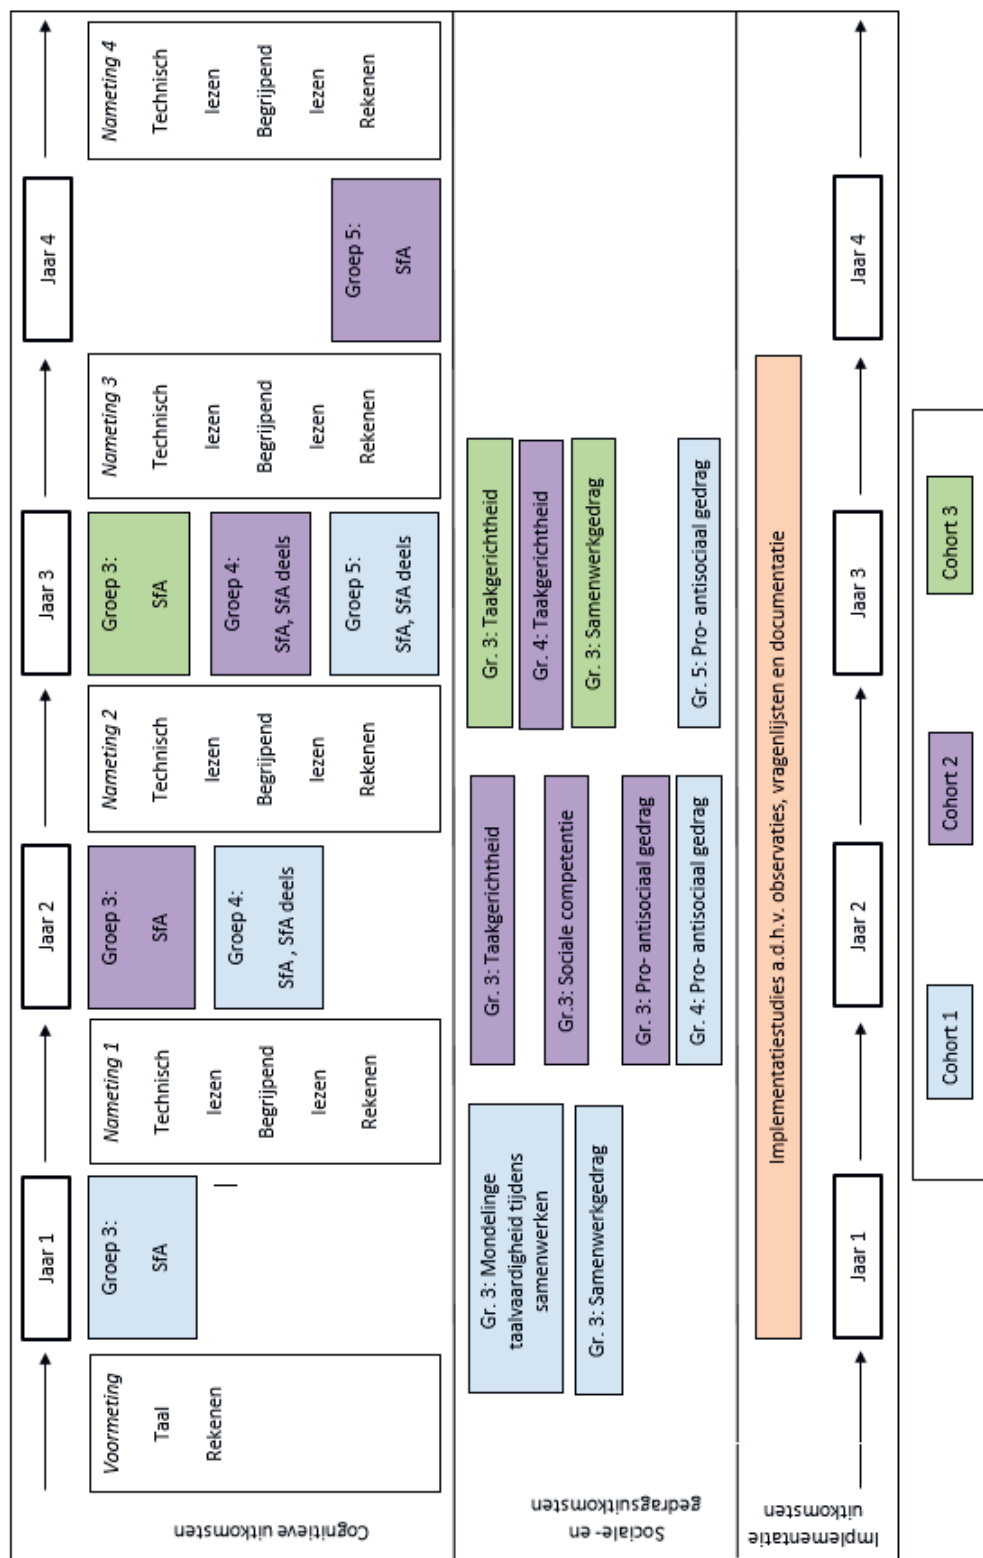 Jaar 1
Jaar 2
Jaar 3
Jaar 4
Cognitieve uitkomsten
Voormeting
Taal
Rekenen
Groep 3:
SfA
Nameting 1
Technisch
lezen
Begrijpend
lezen
Rekenen
Groep 3:
SfA
Groep 4:
SfA , SfA deels
Nameting 2
Technisch
lezen
Begrijpend
lezen
Rekenen
Groep 3:
SfA
Groep 4:
SfA, SfA deels
Groep 5:
SfA, SfA deels
Nameting 3
Technisch
lezen
Begrijpend
lezen
Rekenen
Groep 5:
SfA
Nameting 4
Technisch
lezen
Begrijpend
lezen
Rekenen
Sociale- en
gedragsuitkomsten
Gr. 3: Mondelinge
taalvaardigheid tijdens
samenwerken
Gr. 3: Samenwerkgedrag
Gr. 3: Taakgerichtheid
Gr.3: Sociale competentie
Gr. 3: Pro- antisociaal gedrag
Gr. 4: Pro- antisociaal gedrag
Gr. 3: Taakgerichtheid
Gr. 4: Taakgerichtheid
Gr. 3: Samenwerkgedrag
Gr. 5: Pro- antisociaal gedrag
Implementatie
uitkomsten
Implementatiestudies a.d.h.v. observaties, vragenlijsten en documentatie
Jaar 1
Jaar 2
Jaar 3
Jaar 4
Cohort 1
Cohort 2
Cohort 3